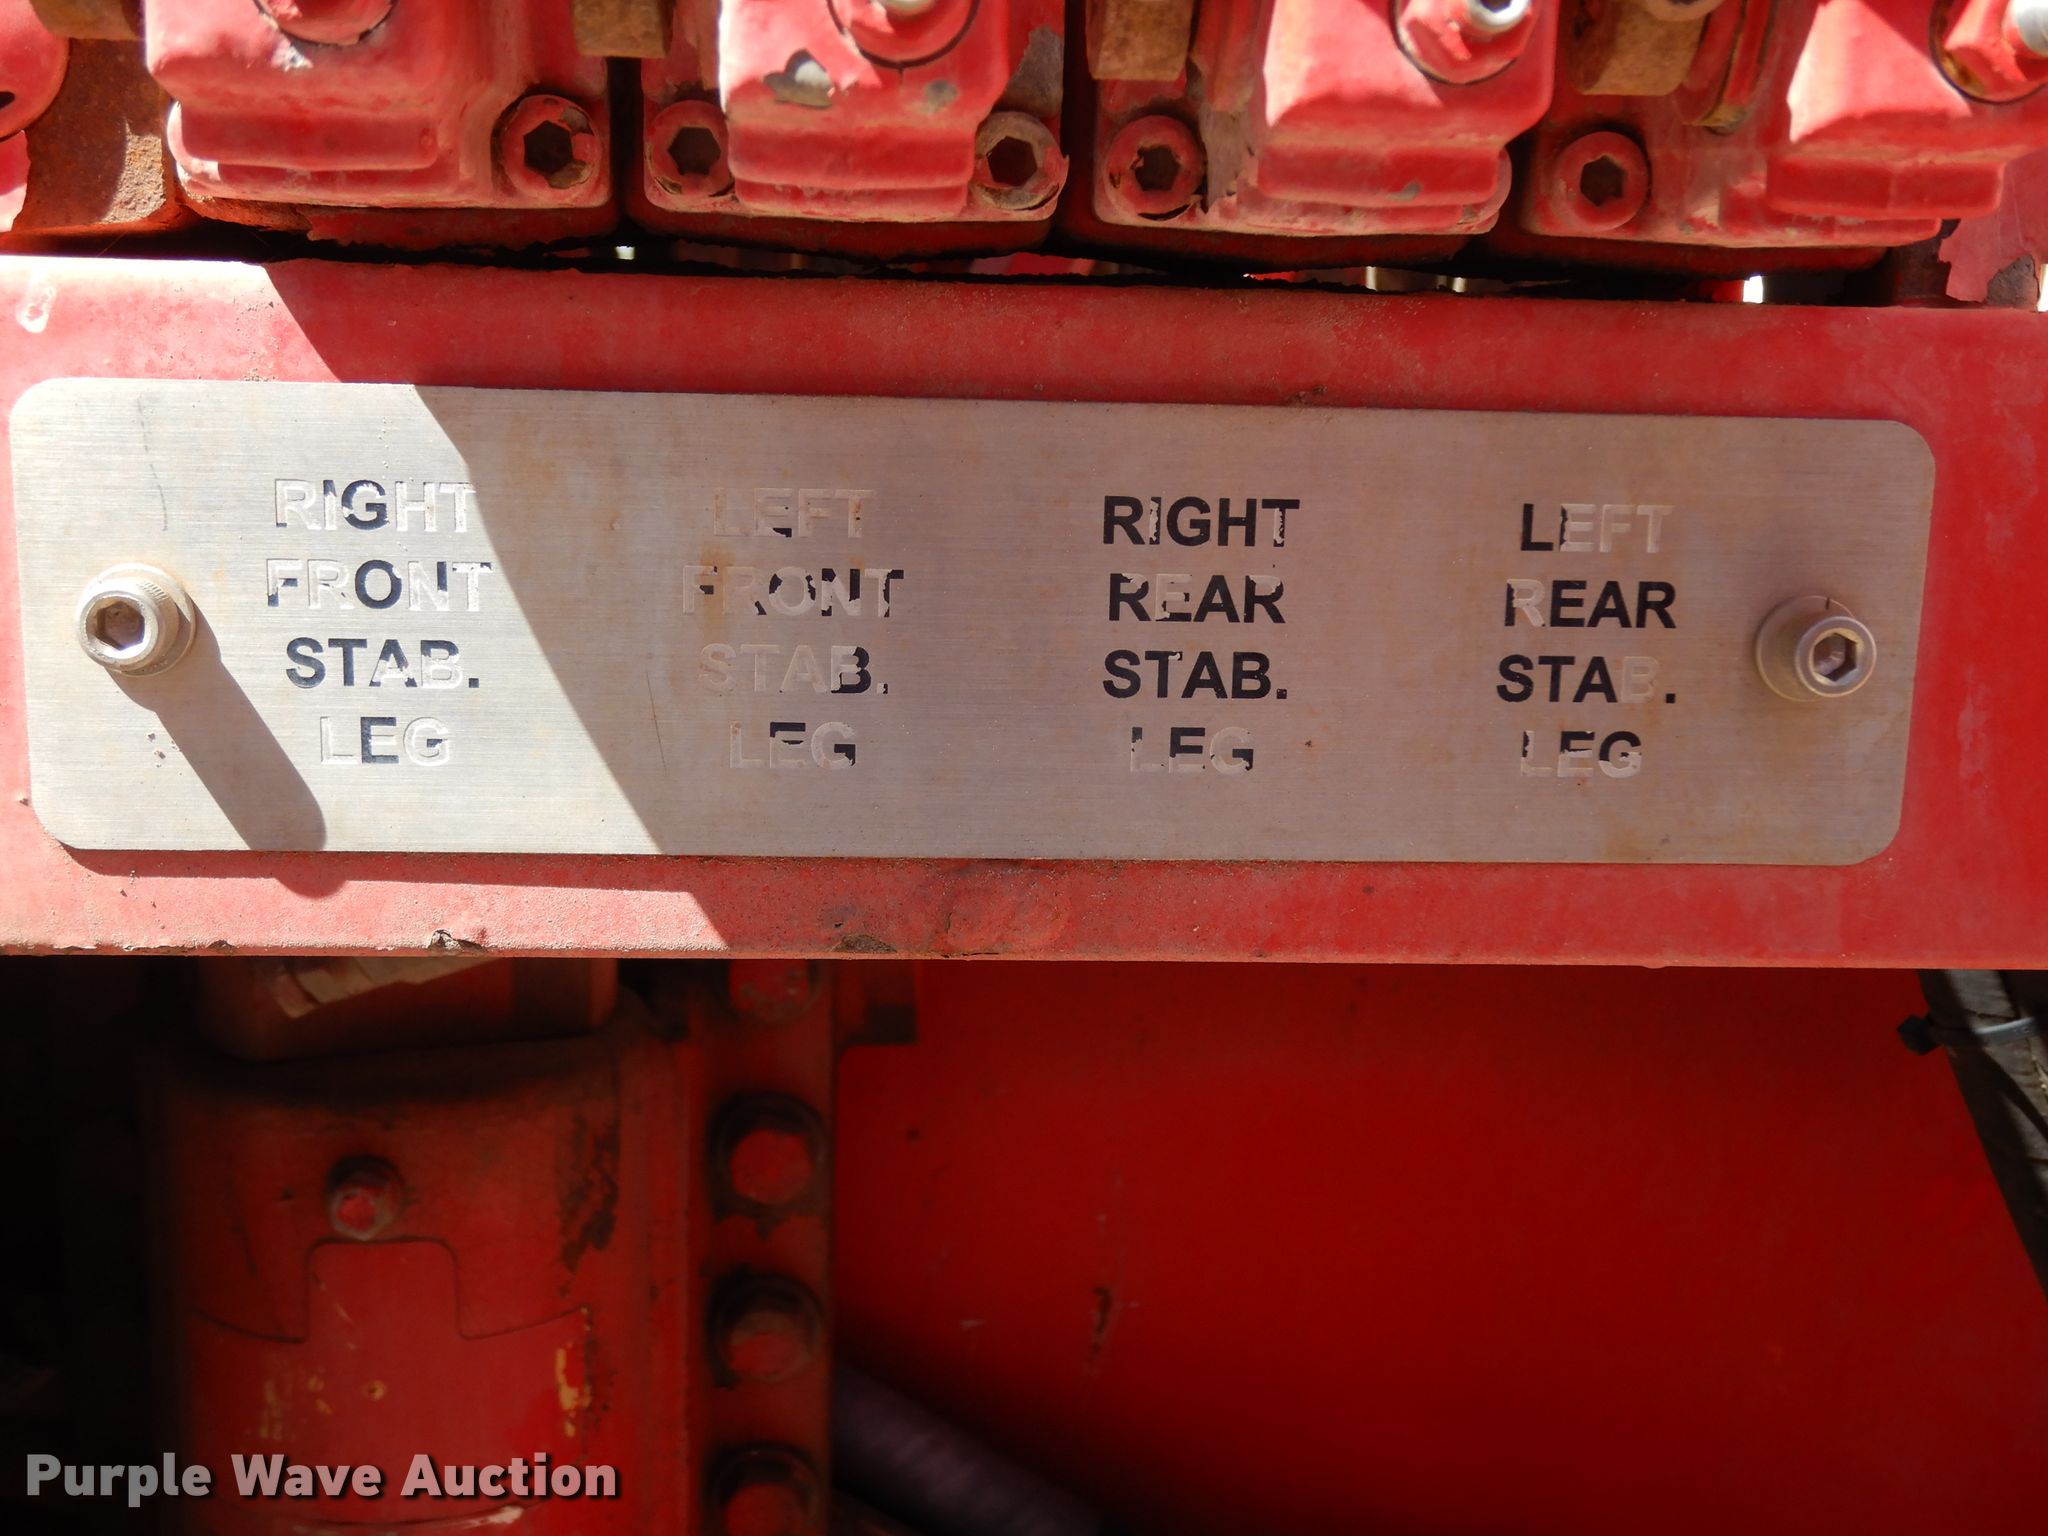 RIGHT
FRONT
STAB.
LEG
LEFT
FRONT
STAB.
LEG
RIGHT
REAR
STAB.
LEG
LEFT
REAR
STAB.
LEG
Purple Wave Auction